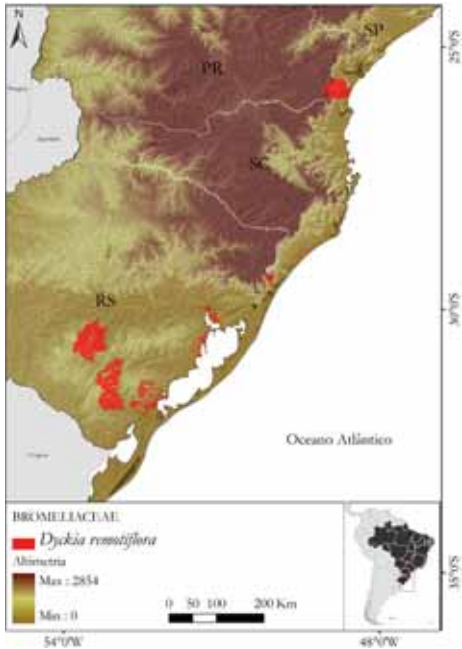 N
SP
25°0'S
PR
SC
RS
30°0'S
Oceano Atlântico
BROMELIACEAE
Dyckia remotiflora
Altimetria
Max : 2854
Min : 0
0 50 100 200 Km
35°0'S
54°0'W
48°0'W